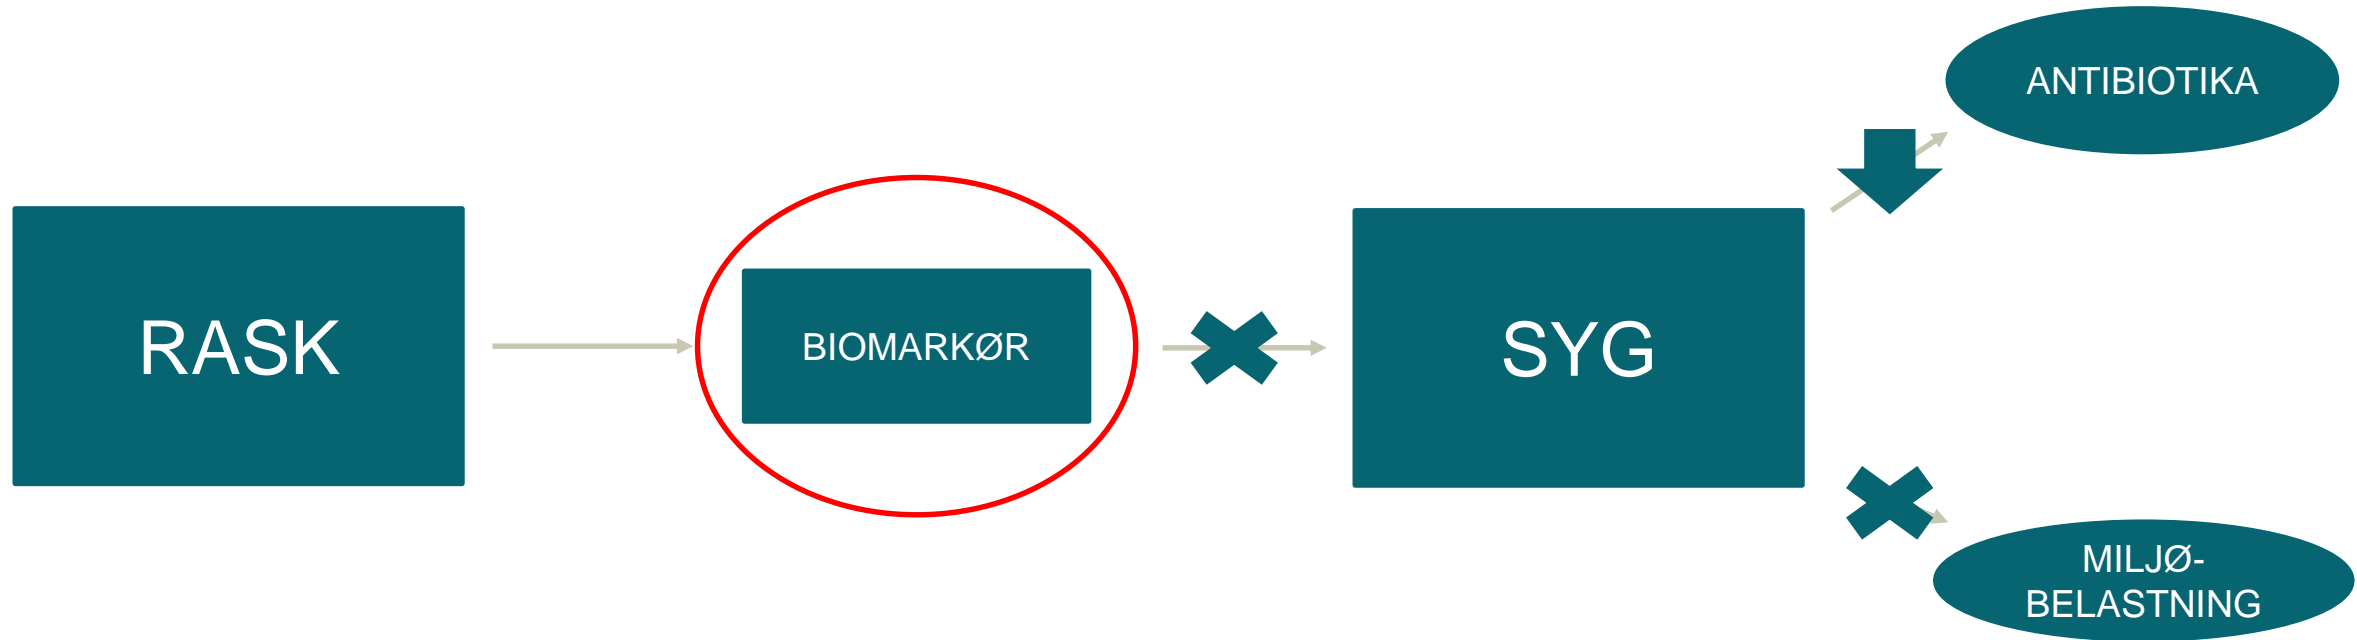 ANTIBIOTIKA
RASK
BIOMARKØR
SYG
MILJØ-
BELASTNING